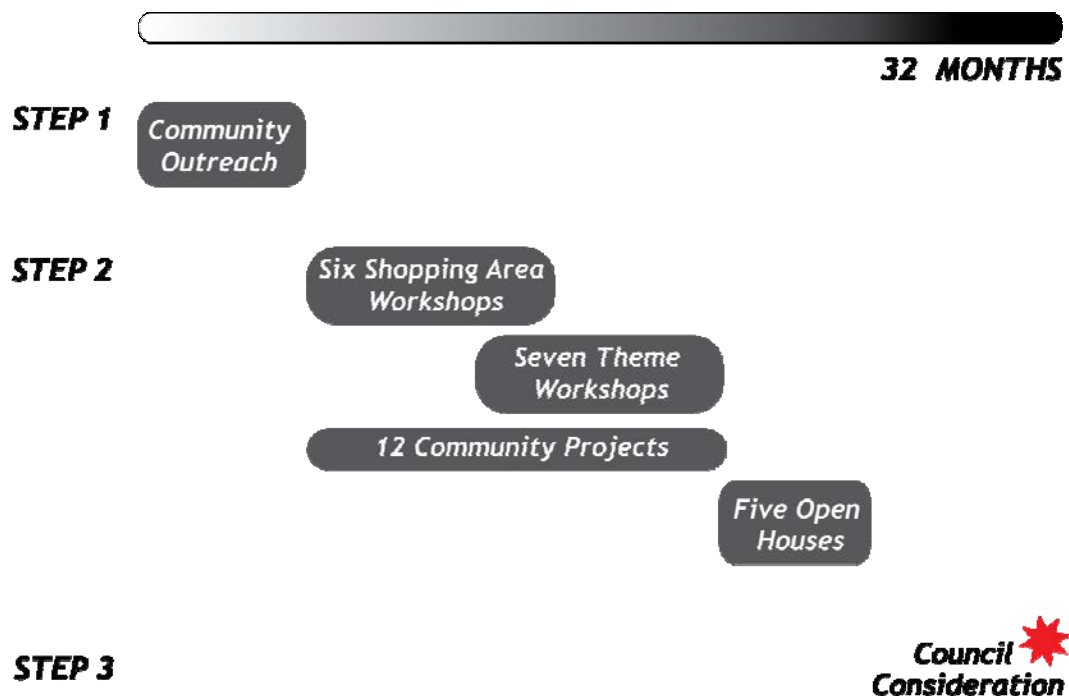 32 MONTHS
STEP 1
Community
Outreach
STEP 2
Six Shopping Area
Workshops
Seven Theme
Workshops
12 Community Projects
Five Open
Houses
STEP 3
Council
Consideration